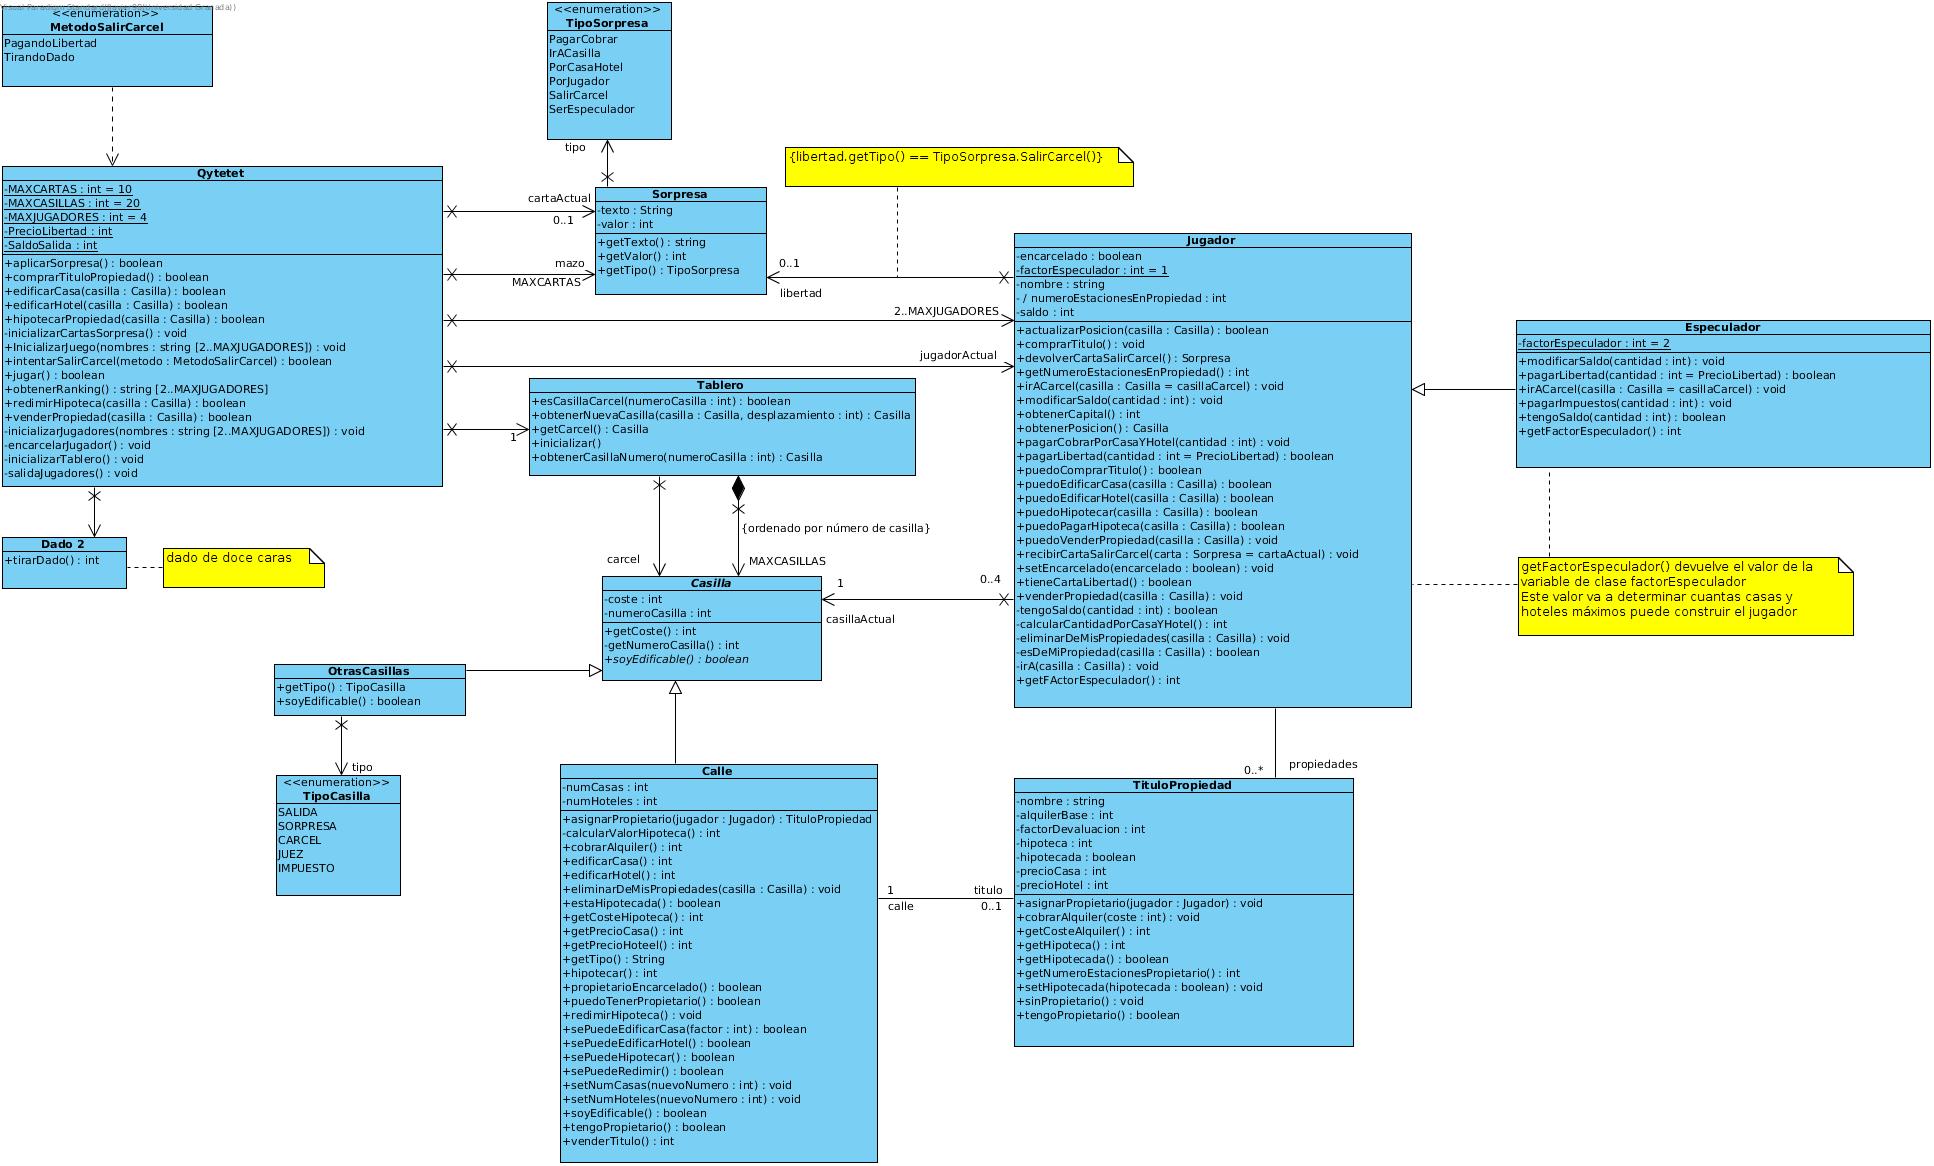 <<enumeration>>
MetodoSalirCarcel
PagandoLibertad
TirandoDado
<<enumeration>>
TipoSorpresa
PagarCobrar
IrACasilla
PorCasaHotel
PorJugador
SalirCarcel
SerEspeculador
tipo
{libertad.getTipo() == TipoSorpresa.SalirCarcel()}
Qytetet
-MAXCARTAS : int = 10
-MAXCASILLAS : int = 20
-MAXJUGADORES : int = 4
-PrecioLibertad : int
-SaldoSalida : int
+aplicarSorpresa() : boolean
+comprarTituloPropiedad() : boolean
+edificarCasa(casilla : Casilla) : boolean
+edificarHotel(casilla : Casilla) : boolean
+hipotecarPropiedad(casilla : Casilla) : boolean
-inicializarCartasSorpresa() : void
+InicializarJuego(nombres : string [2..MAXJUGADORES]) : void
+intentarSalirCarcel(metodo : MetodoSalirCarcel) : boolean
+jugar() : boolean
+obtenerRanking() : string [2..MAXJUGADORES]
+redimirHipoteca(casilla : Casilla) : boolean
+venderPropiedad(casilla : Casilla) : boolean
-inicializarJugadores(nombres : string [2..MAXJUGADORES]) : void
-encarcelarJugador() : void
-inicializarTablero() : void
-salidaJugadores() : void
cartaActual
0..1
mazo
MAXCARTAS
Sorpresa
-texto : String
-valor : int
+getTexto() : string
+getValor() : int
+getTipo() : TipoSorpresa
0..1
libertad
2..MAXJUGADORES
jugadorActual
1
Tablero
+esCasillaCarcel(numeroCasilla : int) : boolean
+obtenerNuevaCasilla(casilla : Casilla, desplazamiento : int) : Casilla
+getCarcel() : Casilla
+inicializar()
+obtenerCasillaNumero(numeroCasilla : int) : Casilla
Jugador
-encarcelado : boolean
-factorEspeculador : int = 1
-nombre : string
- / numeroEstacionesEnPropiedad : int
-saldo : int
+actualizarPosicion(casilla : Casilla) : boolean
+comprarTitulo() : void
+devolverCartaSalirCarcel() : Sorpresa
+getNumeroEstacionesEnPropiedad() : int
+irACarcel(casilla : Casilla = casillaCarcel) : void
+modificarSaldo(cantidad : int) : void
+obtenerCapital() : int
+obtenerPosicion() : Casilla
+pagarCobrarPorCasaYHotel(cantidad : int) : void
+pagarLibertad(cantidad : int = PrecioLibertad) : boolean
+puedoComprarTitulo() : boolean
+puedoEdificarCasa(casilla : Casilla) : boolean
+puedoEdificarHotel(casilla : Casilla) : boolean
+puedoHipotecar(casilla : Casilla) : boolean
+puedoPagarHipoteca(casilla : Casilla) : boolean
+puedoVenderPropiedad(casilla : Casilla) : void
+recibirCartaSalirCarcel(carta : Sorpresa = cartaActual) : void
+setEncarcelado(encarcelado : boolean) : void
+tieneCartaLibertad() : boolean
+venderPropiedad(casilla : Casilla) : void
-tengoSaldo(cantidad : int) : boolean
-calcularCantidadPorCasaYHotel() : int
-eliminarDeMisPropiedades(casilla : Casilla) : void
-esDeMiPropiedad(casilla : Casilla) : boolean
-irA(casilla : Casilla) : void
+getFActorEspeculador() : int
Especulador
-factorEspeculador : int = 2
+modificarSaldo(cantidad : int) : void
+pagarLibertad(cantidad : int = PrecioLibertad) : boolean
+irACarcel(casilla : Casilla = casillaCarcel) : void
+pagarImpuestos(cantidad : int) : void
+tengoSaldo(cantidad : int) : boolean
+getFactorEspeculador() : int
getFactorEspeculador() devuelve el valor de la
variable de clase factorEspeculador
Este valor va a determinar cuantas casas y
hoteles máximos puede construir el jugador
Dado 2
+tirarDado() : int
dado de doce caras
{ordenado por número de casilla}
carcel
MAXCASILLAS
Casilla
-coste : int
-numeroCasilla : int
+getCoste() : int
-getNumeroCasilla() : int
+soyEdificable() : boolean
1
0..4
casillaActual
OtrasCasillas
+getTipo() : TipoCasilla
+soyEdificable() : boolean
tipo
<<enumeration>>
TipoCasilla
SALIDA
SORPRESA
CARCEL
JUEZ
IMPUESTO
Calle
-numCasas : int
-numHoteles : int
+asignarPropietario(jugador : Jugador) : TituloPropiedad
-calcularValorHipoteca() : int
+cobrarAlquiler() : int
+edificarCasa() : int
+edificarHotel() : int
+eliminarDeMisPropiedades(casilla : Casilla) : void
+estaHipotecada() : boolean
+getCosteHipoteca() : int
+getPrecioCasa() : int
+getPrecioHoteel() : int
+getTipo() : String
+hipotecar() : int
+propietarioEncarcelado() : boolean
+puedoTenerPropietario() : boolean
+redimirHipoteca() : void
+sePuedeEdificarCasa(factor : int) : boolean
+sePuedeEdificarHotel() : boolean
+sePuedeHipotecar() : boolean
+sePuedeRedimir() : boolean
+setNumCasas(nuevoNumero : int) : void
+setNumHoteles(nuevoNumero : int) : void
+soyEdificable() : boolean
+tengoPropietario() : boolean
+venderTitulo() : int
1
titulo
calle
0..1
0..*
propiedades
TituloPropiedad
-nombre : string
-alquilerBase : int
-factorDevaluacion : int
-hipoteca : int
-hipotecada : boolean
-precioCasa : int
-precioHotel : int
+asignarPropietario(jugador : Jugador) : void
+cobrarAlquiler(coste : int) : void
+getCosteAlquiler() : int
+getHipoteca() : int
+getHipotecada() : boolean
+getNumeroEstacionesPropietario() : int
+setHipotecada(hipotecada : boolean) : void
+sinPropietario() : void
+tengoPropietario() : boolean